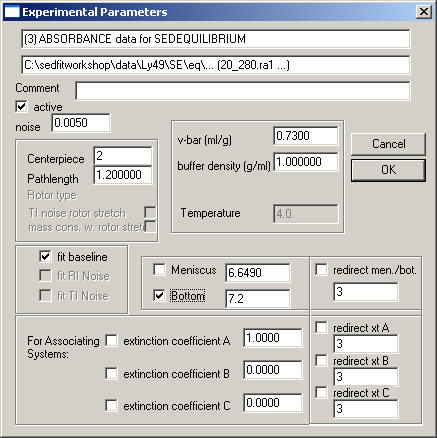 Experimental Parameters
(3) ABSORBANCE data for SEDEQUILIBRIUM
C:\sedfitworkshop\data\Ly49\SE\eq\... (20_280.ra1 ...)
Comment
active
noise 0.0050
v-bar (ml/g) 0.7300
buffer density (g/ml) 1.000000
Temperature 4.0
Cancel
OK
Centerpiece 2
Pathlength 1.200000
Rotor type
TI noise rotor stretch
mass cons. w. rotor stret
fit baseline
fit RI Noise
fit TI Noise
Meniscus 6.6490
Bottom 7.2
redirect men./bot.
3
For Associating
Systems:
extinction coefficient A 1.0000
extinction coefficient B 0.0000
extinction coefficient C 0.0000
redirect xt A
3
redirect xt B
3
redirect xt C
3